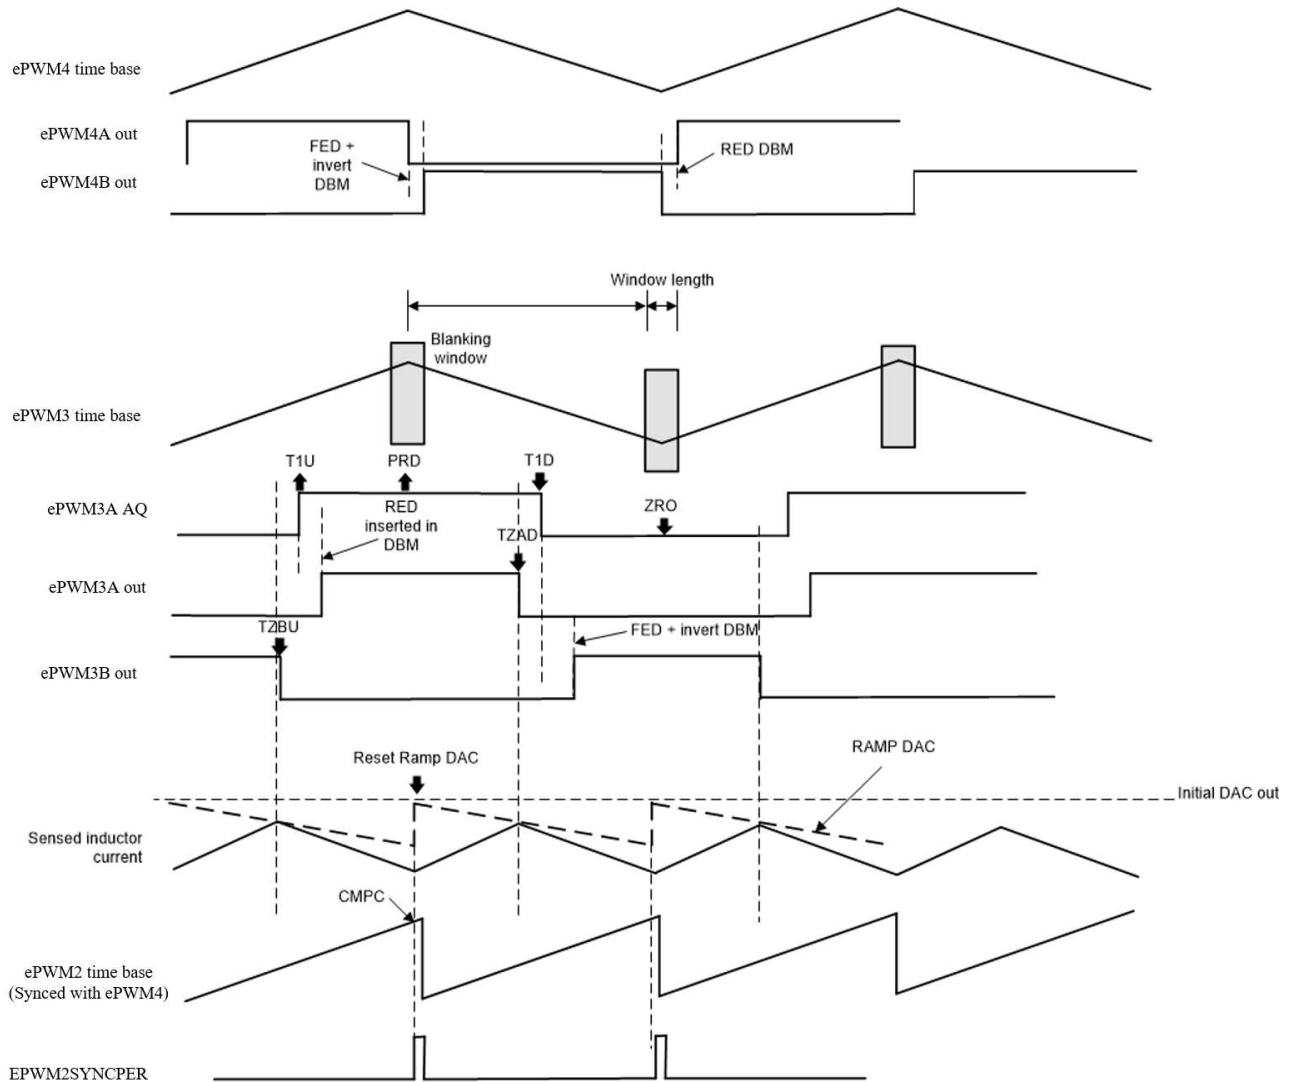 ePWM4 time base
ePWM4A out
FED +
invert
DBM
RED DBM
ePWM4B out
Window length
Blanking
window
ePWM3 time base
T1U
PRD
T1D
ePWM3A AQ
RED
inserted in
DBM
ZRO
TZAD
ePWM3A out
TZBU
FED + invert DBM
ePWM3B out
Reset Ramp DAC
RAMP DAC
Initial DAC out
Sensed inductor
current
CMPC
ePWM2 time base
(Synced with ePWM4)
EPWM2SYNCPER